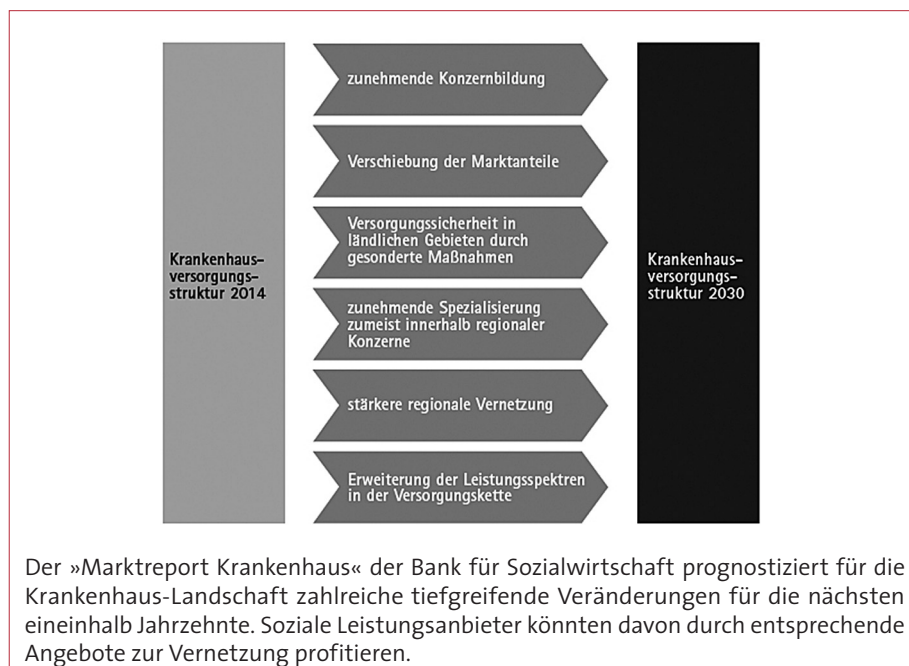 Krankenhaus-
versorgungs-
struktur 2014
zunehmende Konzernbildung
Verschiebung der Marktanteile
Versorgungssicherheit in
ländlichen Gebieten durch
gesonderte Maßnahmen
zunehmende Spezialisierung
zumeist innerhalb regionaler
Konzerne
stärkere regionale Vernetzung
Erweiterung der Leistungsspektren
in der Versorgungskette
Krankenhaus-
versorgungs-
struktur 2030
Der »Marktreport Krankenhaus« der Bank für Sozialwirtschaft prognostiziert für die
Krankenhaus-Landschaft zahlreiche tiefgreifende Veränderungen für die nächsten
eineinhalb Jahrzehnte. Soziale Leistungsanbieter könnten davon durch entsprechende
Angebote zur Vernetzung profitieren.